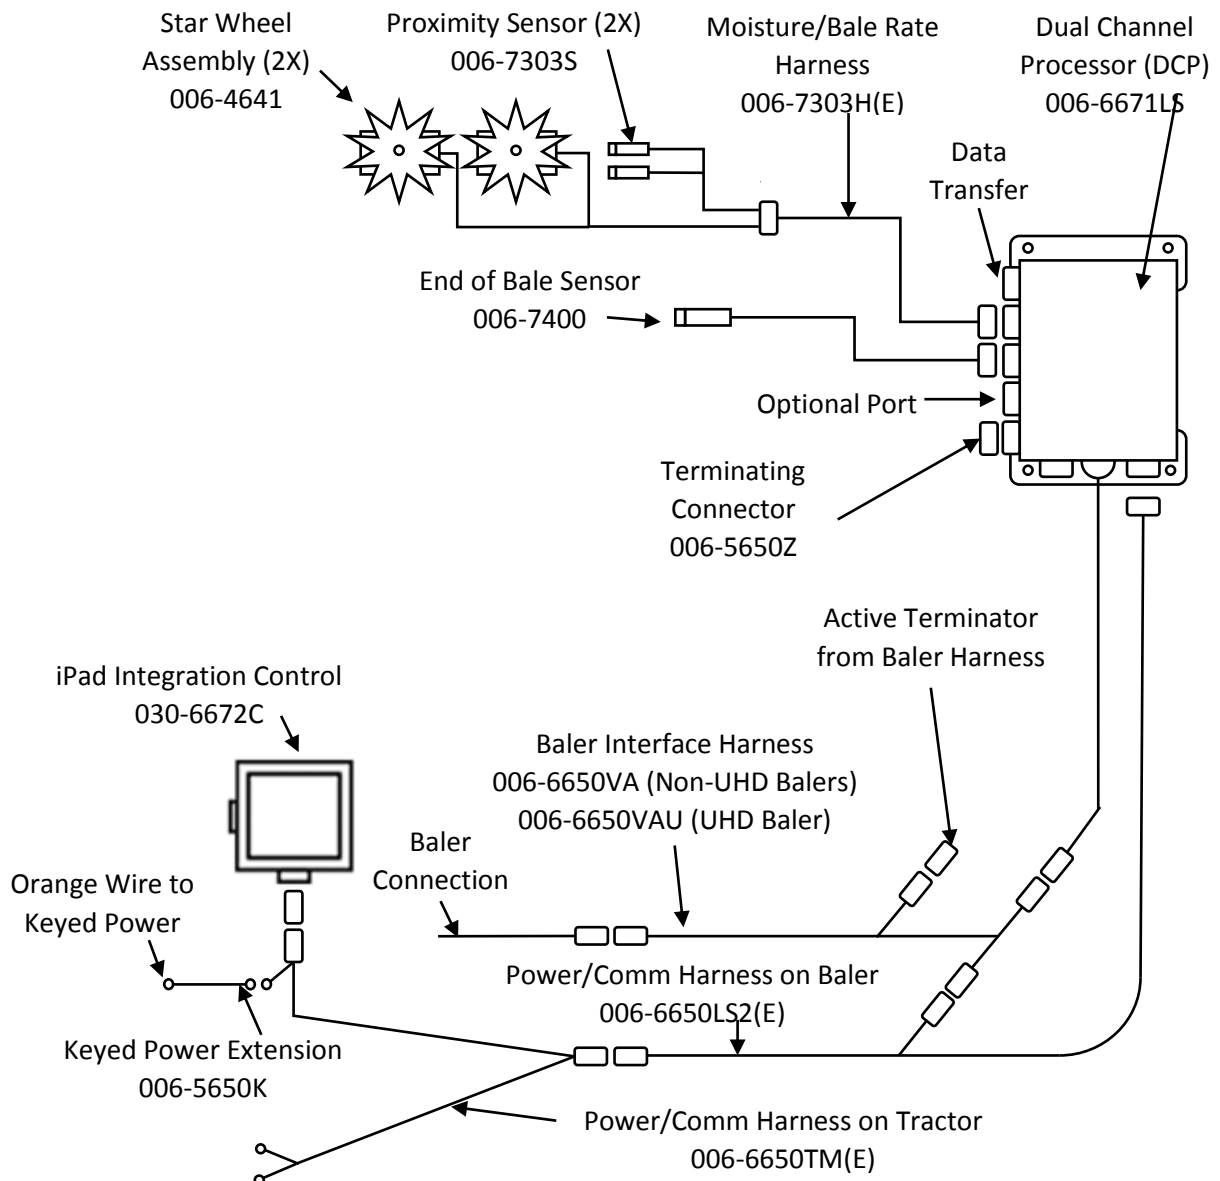 Star Wheel
Assembly (2X)
006-4641
Proximity Sensor (2X)
006-7303S
Moisture/Bale Rate
Harness
006-7303H(E)
Dual Channel
Processor (DCP)
006-6671LS
Data
Transfer
End of Bale Sensor
006-7400
Optional Port
Terminating
Connector
006-5650Z
Active Terminator
from Baler Harness
iPad Integration Control
030-6672C
Baler Interface Harness
006-6650VA (Non-UHD Balers)
006-6650VAU (UHD Baler)
Baler
Connection
Orange Wire to
Keyed Power
Power/Comm Harness on Baler
006-6650LS2(E)
Keyed Power Extension
006-5650K
Power/Comm Harness on Tractor
006-6650TM(E)